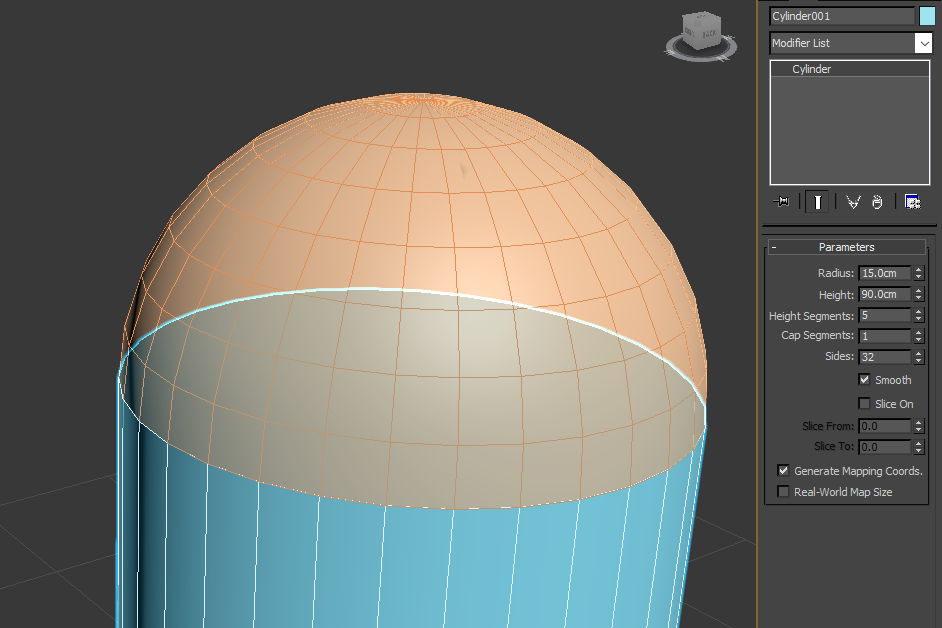 Cylinder001
Modifier List
Cylinder
- Parameters
Radius: 15.0cm
Height: 90.0cm
Height Segments: 5
Cap Segments: 1
Sides: 32
Smooth
Slice On
Slice From: 0.0
Slice To: 0.0
Generate Mapping Coords.
Real-World Map Size
BACK